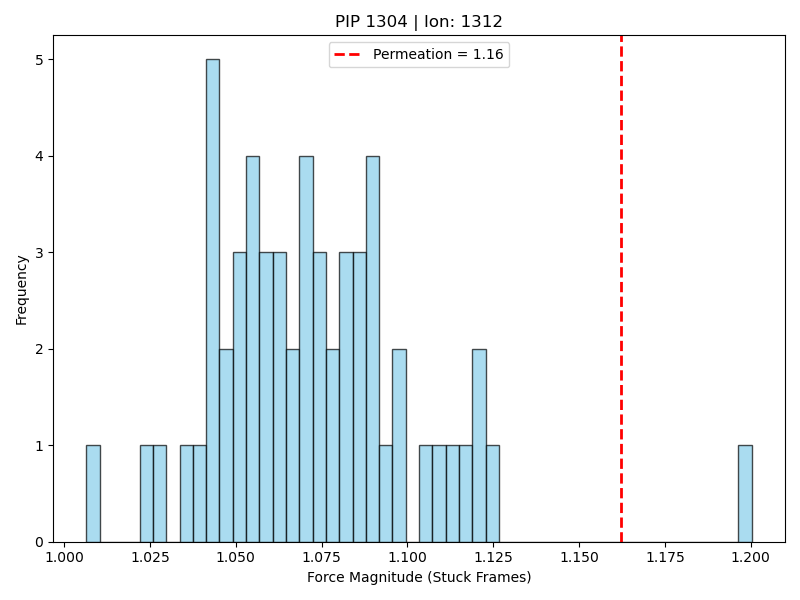 PIP 1304 | Ion: 1312
Permeation = 1.16
Frequency
5
4
3
2
1
0
1.000 1.025 1.050 1.075 1.100 1.125 1.150 1.175 1.200
Force Magnitude (Stuck Frames)